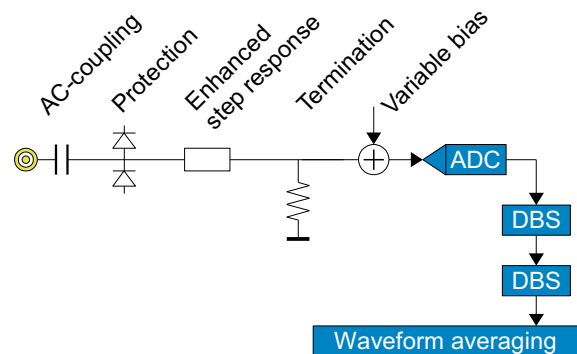 AC-coupling
Protection
Enhanced
step response
Termination
Variable bias
ADC
DBS
DBS
Waveform averaging